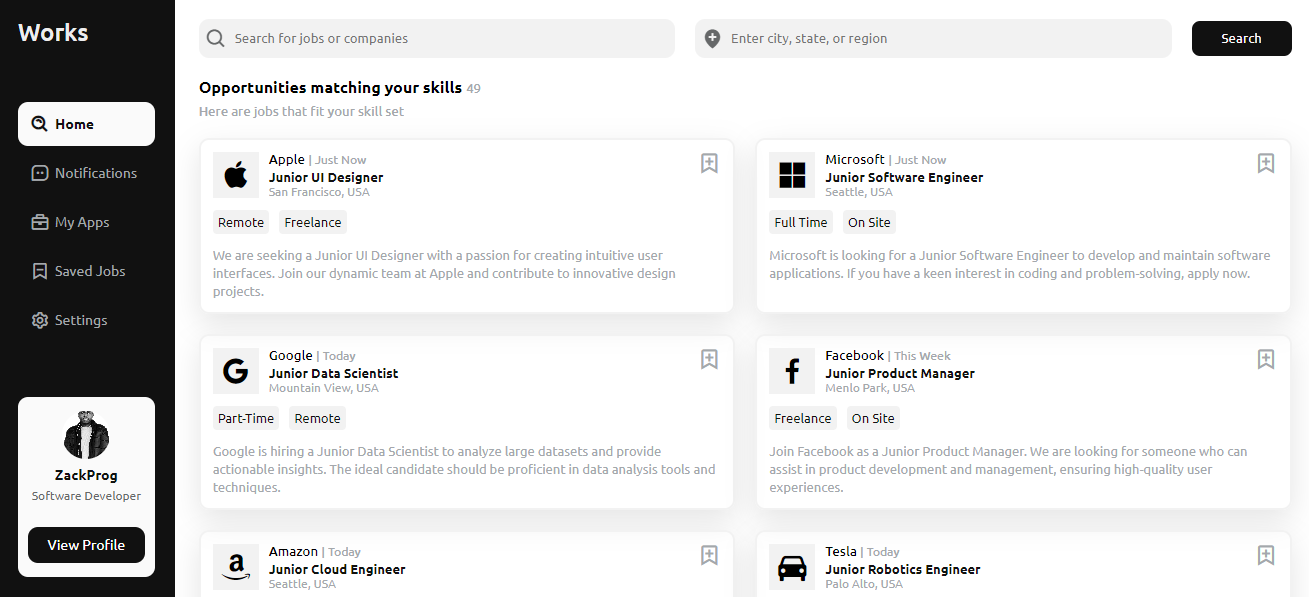 Works
Home
Notifications
My Apps
Saved Jobs
Settings
ZackProg
Software Developer
View Profile
Search for jobs or companies
Enter city, state, or region
Search
Opportunities matching your skills 49
Here are jobs that fit your skill set
Apple | Just Now
Junior UI Designer
San Francisco, USA
Remote Freelance
We are seeking a Junior UI Designer with a passion for creating intuitive user
interfaces. Join our dynamic team at Apple and contribute to innovative design
projects.
Microsoft | Just Now
Junior Software Engineer
Seattle, USA
Full Time On Site
Microsoft is looking for a Junior Software Engineer to develop and maintain software
applications. If you have a keen interest in coding and problem-solving, apply now.
Google | Today
Junior Data Scientist
Mountain View, USA
Part-Time Remote
Google is hiring a Junior Data Scientist to analyze large datasets and provide
actionable insights. The ideal candidate should be proficient in data analysis tools and
techniques.
Facebook | This Week
Junior Product Manager
Menlo Park, USA
Freelance On Site
Join Facebook as a Junior Product Manager. We are looking for someone who can
assist in product development and management, ensuring high-quality user
experiences.
Amazon | Today
Junior Cloud Engineer
Seattle, USA
Tesla | Today
Junior Robotics Engineer
Palo Alto, USA